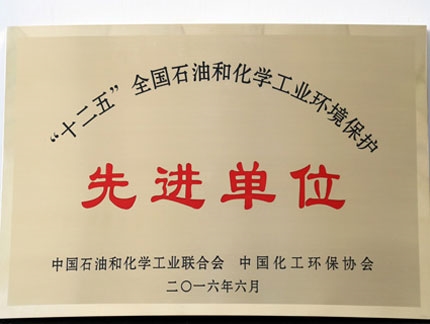 “十二五”全国石油和化学工业环境保护
先进单位
中国石油和化学工业联合会 中国化工环保协会
二〇一六年六月